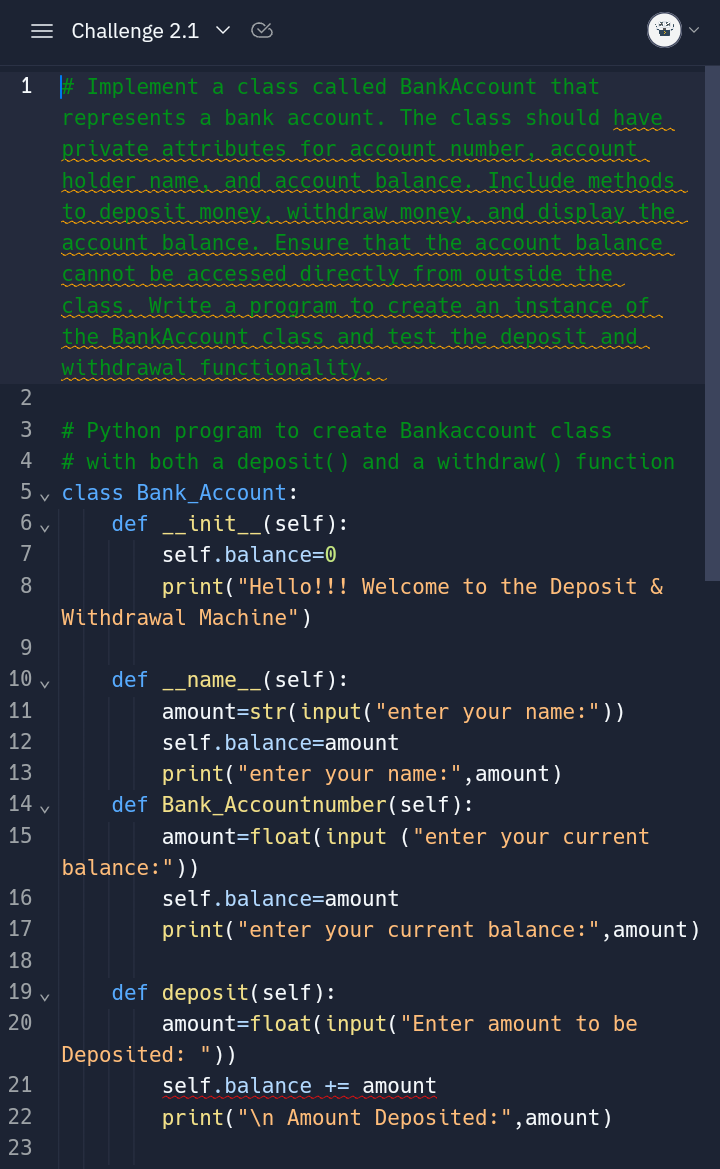 Challenge 2.1
1 # Implement a class called BankAccount that
represents a bank account. The class should have
private attributes for account number, account
holder name, and account balance. Include methods
to deposit money, withdraw money, and display the
account balance. Ensure that the account balance
cannot be accessed directly from outside the
class. Write a program to create an instance of
the BankAccount class and test the deposit and
withdrawal functionality.
2
3 # Python program to create Bankaccount class
4 # with both a deposit() and a withdraw() function
5 class Bank_Account:
6     def __init__(self):
7         self.balance=0
8         print("Hello!!! Welcome to the Deposit &
Withdrawal Machine")
9
10     def __name__(self):
11         amount=str(input("enter your name:"))
12         self.balance=amount
13         print("enter your name:",amount)
14     def Bank_Accountnumber(self):
15         amount=float(input ("enter your current
balance:"))
16         self.balance=amount
17         print("enter your current balance:",amount)
18
19     def deposit(self):
20         amount=float(input("Enter amount to be
Deposited: "))
21         self.balance += amount
22         print("\n Amount Deposited:",amount)
23